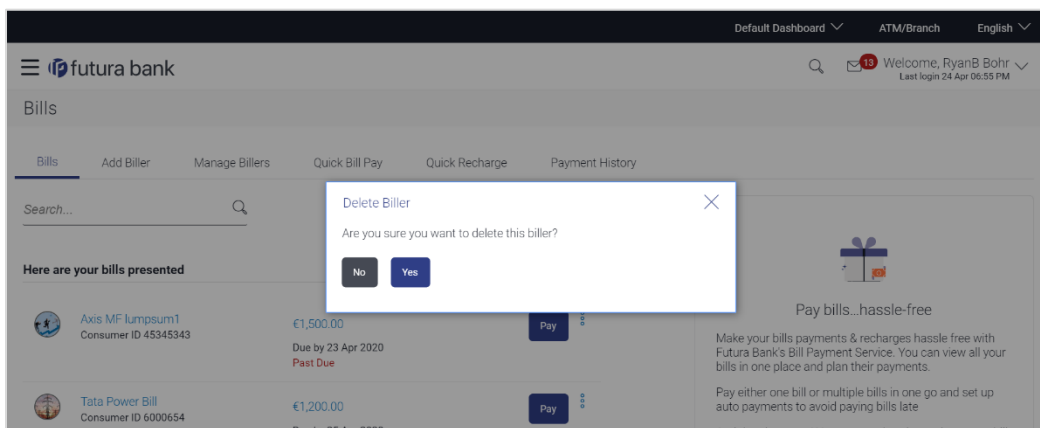 Default Dashboard ATM/Branch English
futura bank
13 Welcome, RyanB Bohr
Last login 24 Apr 06:55 PM
Bills
Bills Add Biller Manage Billers Quick Bill Pay Quick Recharge Payment History
Search...
Delete Biller
Are you sure you want to delete this biller?
No Yes
Here are your bills presented
Axis MF lumpsum1
Consumer ID 45345343
€1,500.00
Due by 23 Apr 2020
Past Due
Pay
Tata Power Bill
Consumer ID 6000654
€1,200.00
Pay
Pay bills...hassle-free
Make your bills payments & recharges hassle free with
Futura Bank's Bill Payment Service. You can view all your
bills in one place and plan their payments.
Pay either one bill or multiple bills in one go and set up
auto payments to avoid paying bills late